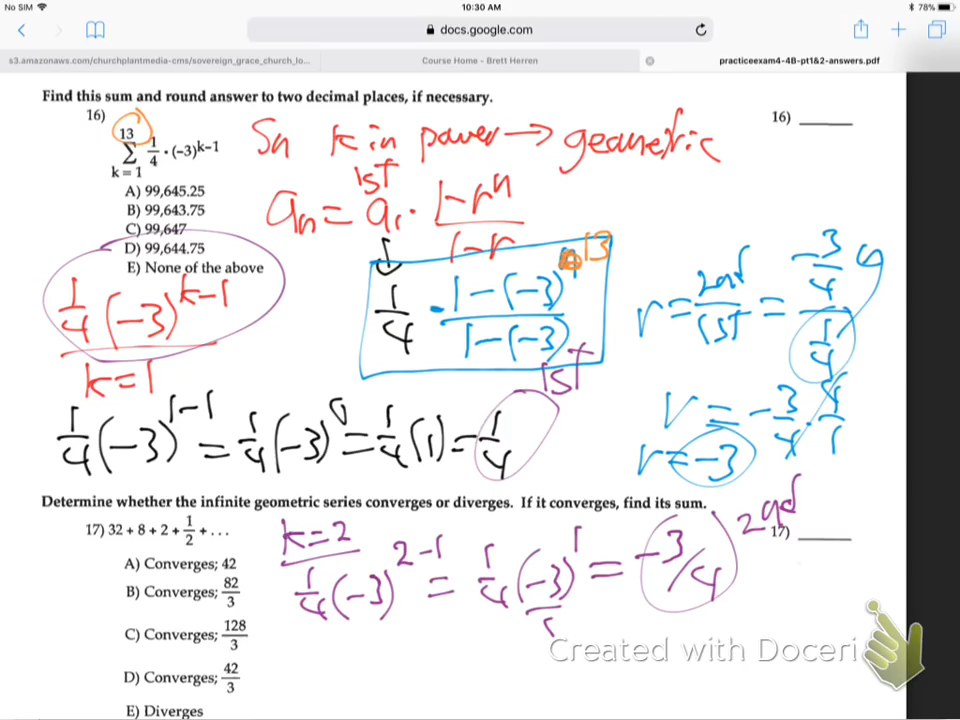 No SIM 10:30 AM 78%
docs.google.com
s3.amazonaws.com/churchplantmedia-cms/sovereign_grace_church_lo... Course Home - Brett Herren practiceexam4-4B-pt1&2-answers.pdf
Find this sum and round answer to two decimal places, if necessary.
16) 16) ______
13
Σ 1/4 · (-3)k-1
k = 1
Sn k in power → geometric
A) 99,645.25
B) 99,643.75
C) 99,647
D) 99,644.75
E) None of the above
1st
an = a1 · 1-r^n / 1-r
1/4 (-3)^k-1
k=1
1/4 · 1-(-3)^13 / 1-(-3)
r = 2nd/1st = -3/4 / 1/4
r = -3/4 · 4/1
r = -3
1st
1/4(-3)^1-1 = 1/4(-3)^0 = 1/4(1) = 1/4
Determine whether the infinite geometric series converges or diverges. If it converges, find its sum.
17) 32 + 8 + 2 + 1/2 + . . . 17) ______
k=2
2nd
1/4(-3)^2-1 = 1/4(-3)^1 = -3/4
1
A) Converges; 42
B) Converges; 82/3
C) Converges; 128/3
D) Converges; 42/3
E) Diverges
Created with Doceri